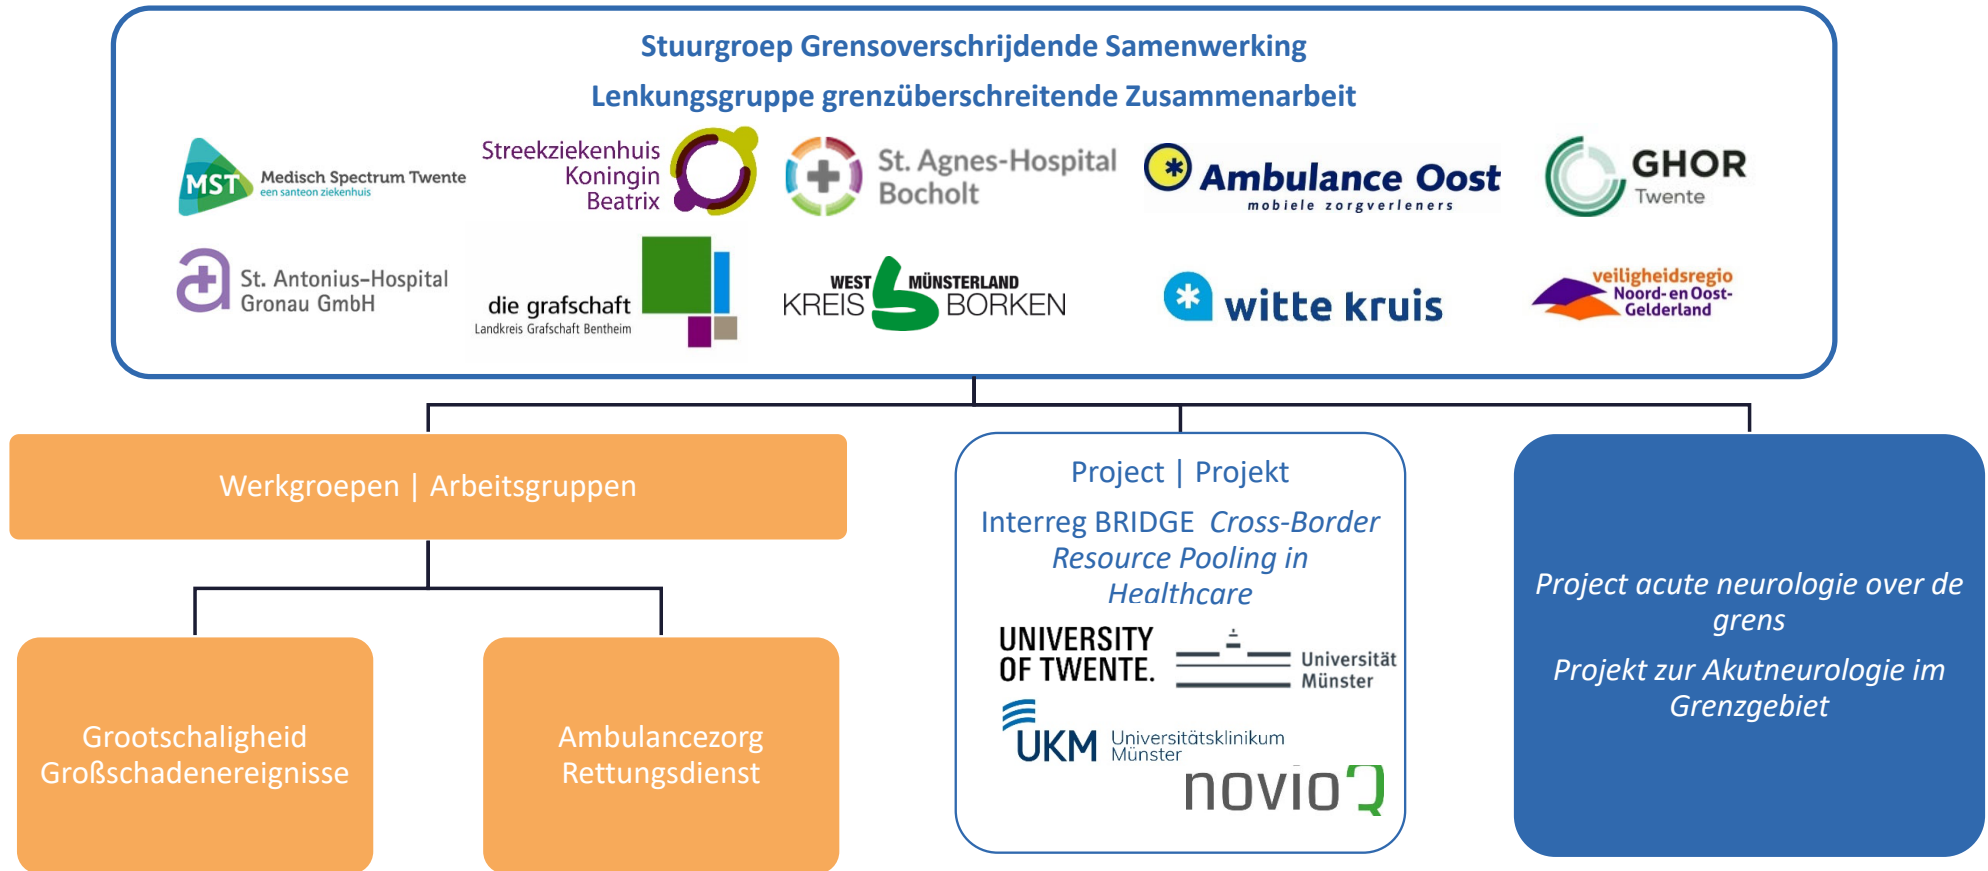 Stuurgroep Grensoverschrijdende Samenwerking
Lenkungsgruppe grenzüberschreitende Zusammenarbeit
MST
Medisch Spectrum Twente
een santeon ziekenhuis
Streekziekenhuis
Koningin
Beatrix
St. Agnes-Hospital
Bocholt
Ambulance Oost
mobiele zorgverleners
GHOR
Twente
St. Antonius-Hospital
Gronau GmbH
die grafschaft
Landkreis Grafschaft Bentheim
WEST MÜNSTERLAND
KREIS BORKEN
witte kruis
veiligheidsregio
Noord- en Oost-
Gelderland
Werkgroepen | Arbeitsgruppen
Grootschaligheid
Großschadenereignisse
Ambulancezorg
Rettungsdienst
Project | Projekt
Interreg BRIDGE Cross-Border
Resource Pooling in
Healthcare
UNIVERSITY
OF TWENTE.
Universität
Münster
UKM
Universitätsklinikum
Münster
novioQ
Project acute neurologie over de
grens
Projekt zur Akutneurologie im
Grenzgebiet